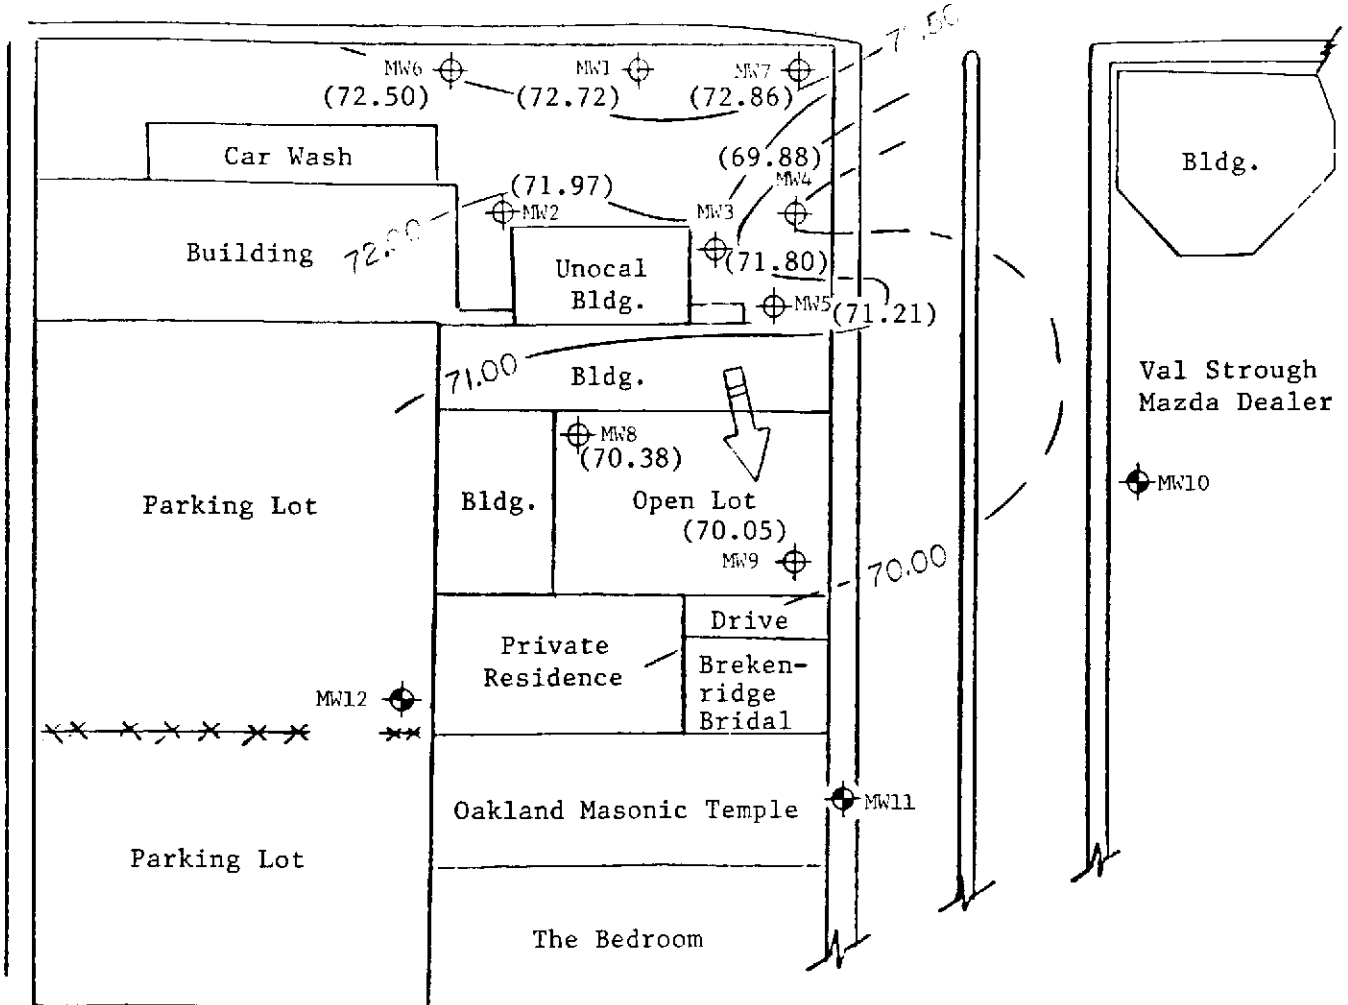 71.50
MW6
MW1
MW7
(72.50)
(72.72)
(72.86)
Car Wash
(69.88)
MW4
Bldg.
(71.97)
MW2
MW3
72.00
Building
Unocal
Bldg.
(71.80)
MW5
(71.21)
71.00
Bldg.
Val Strough
Mazda Dealer
MW8
(70.38)
Parking Lot
Bldg.
Open Lot
(70.05)
MW9
MW10
70.00
Drive
Private
Residence
Breken-
ridge
Bridal
MW12
Oakland Masonic Temple
MW11
Parking Lot
The Bedroom